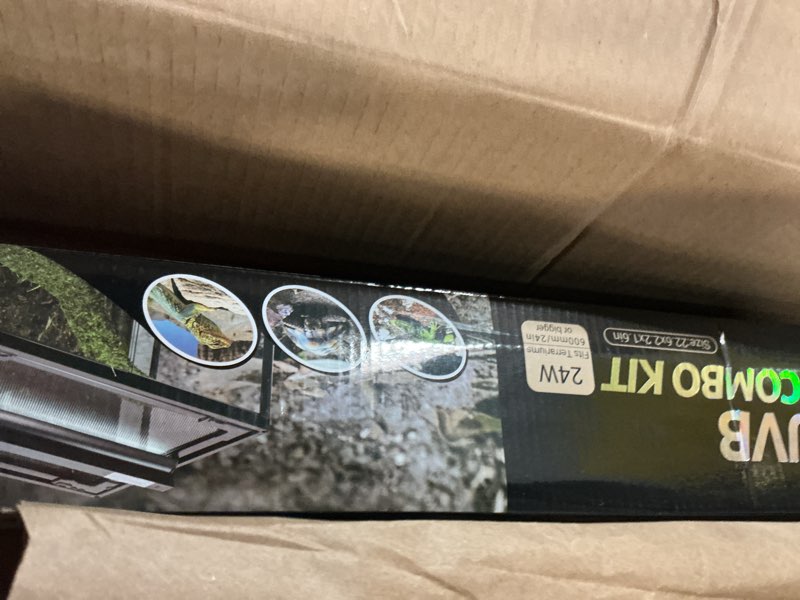 UVB
COMBO KIT
24W
Fits Terrariums
600mm/24in
or bigger
Size:22.6x2.2x1.6in